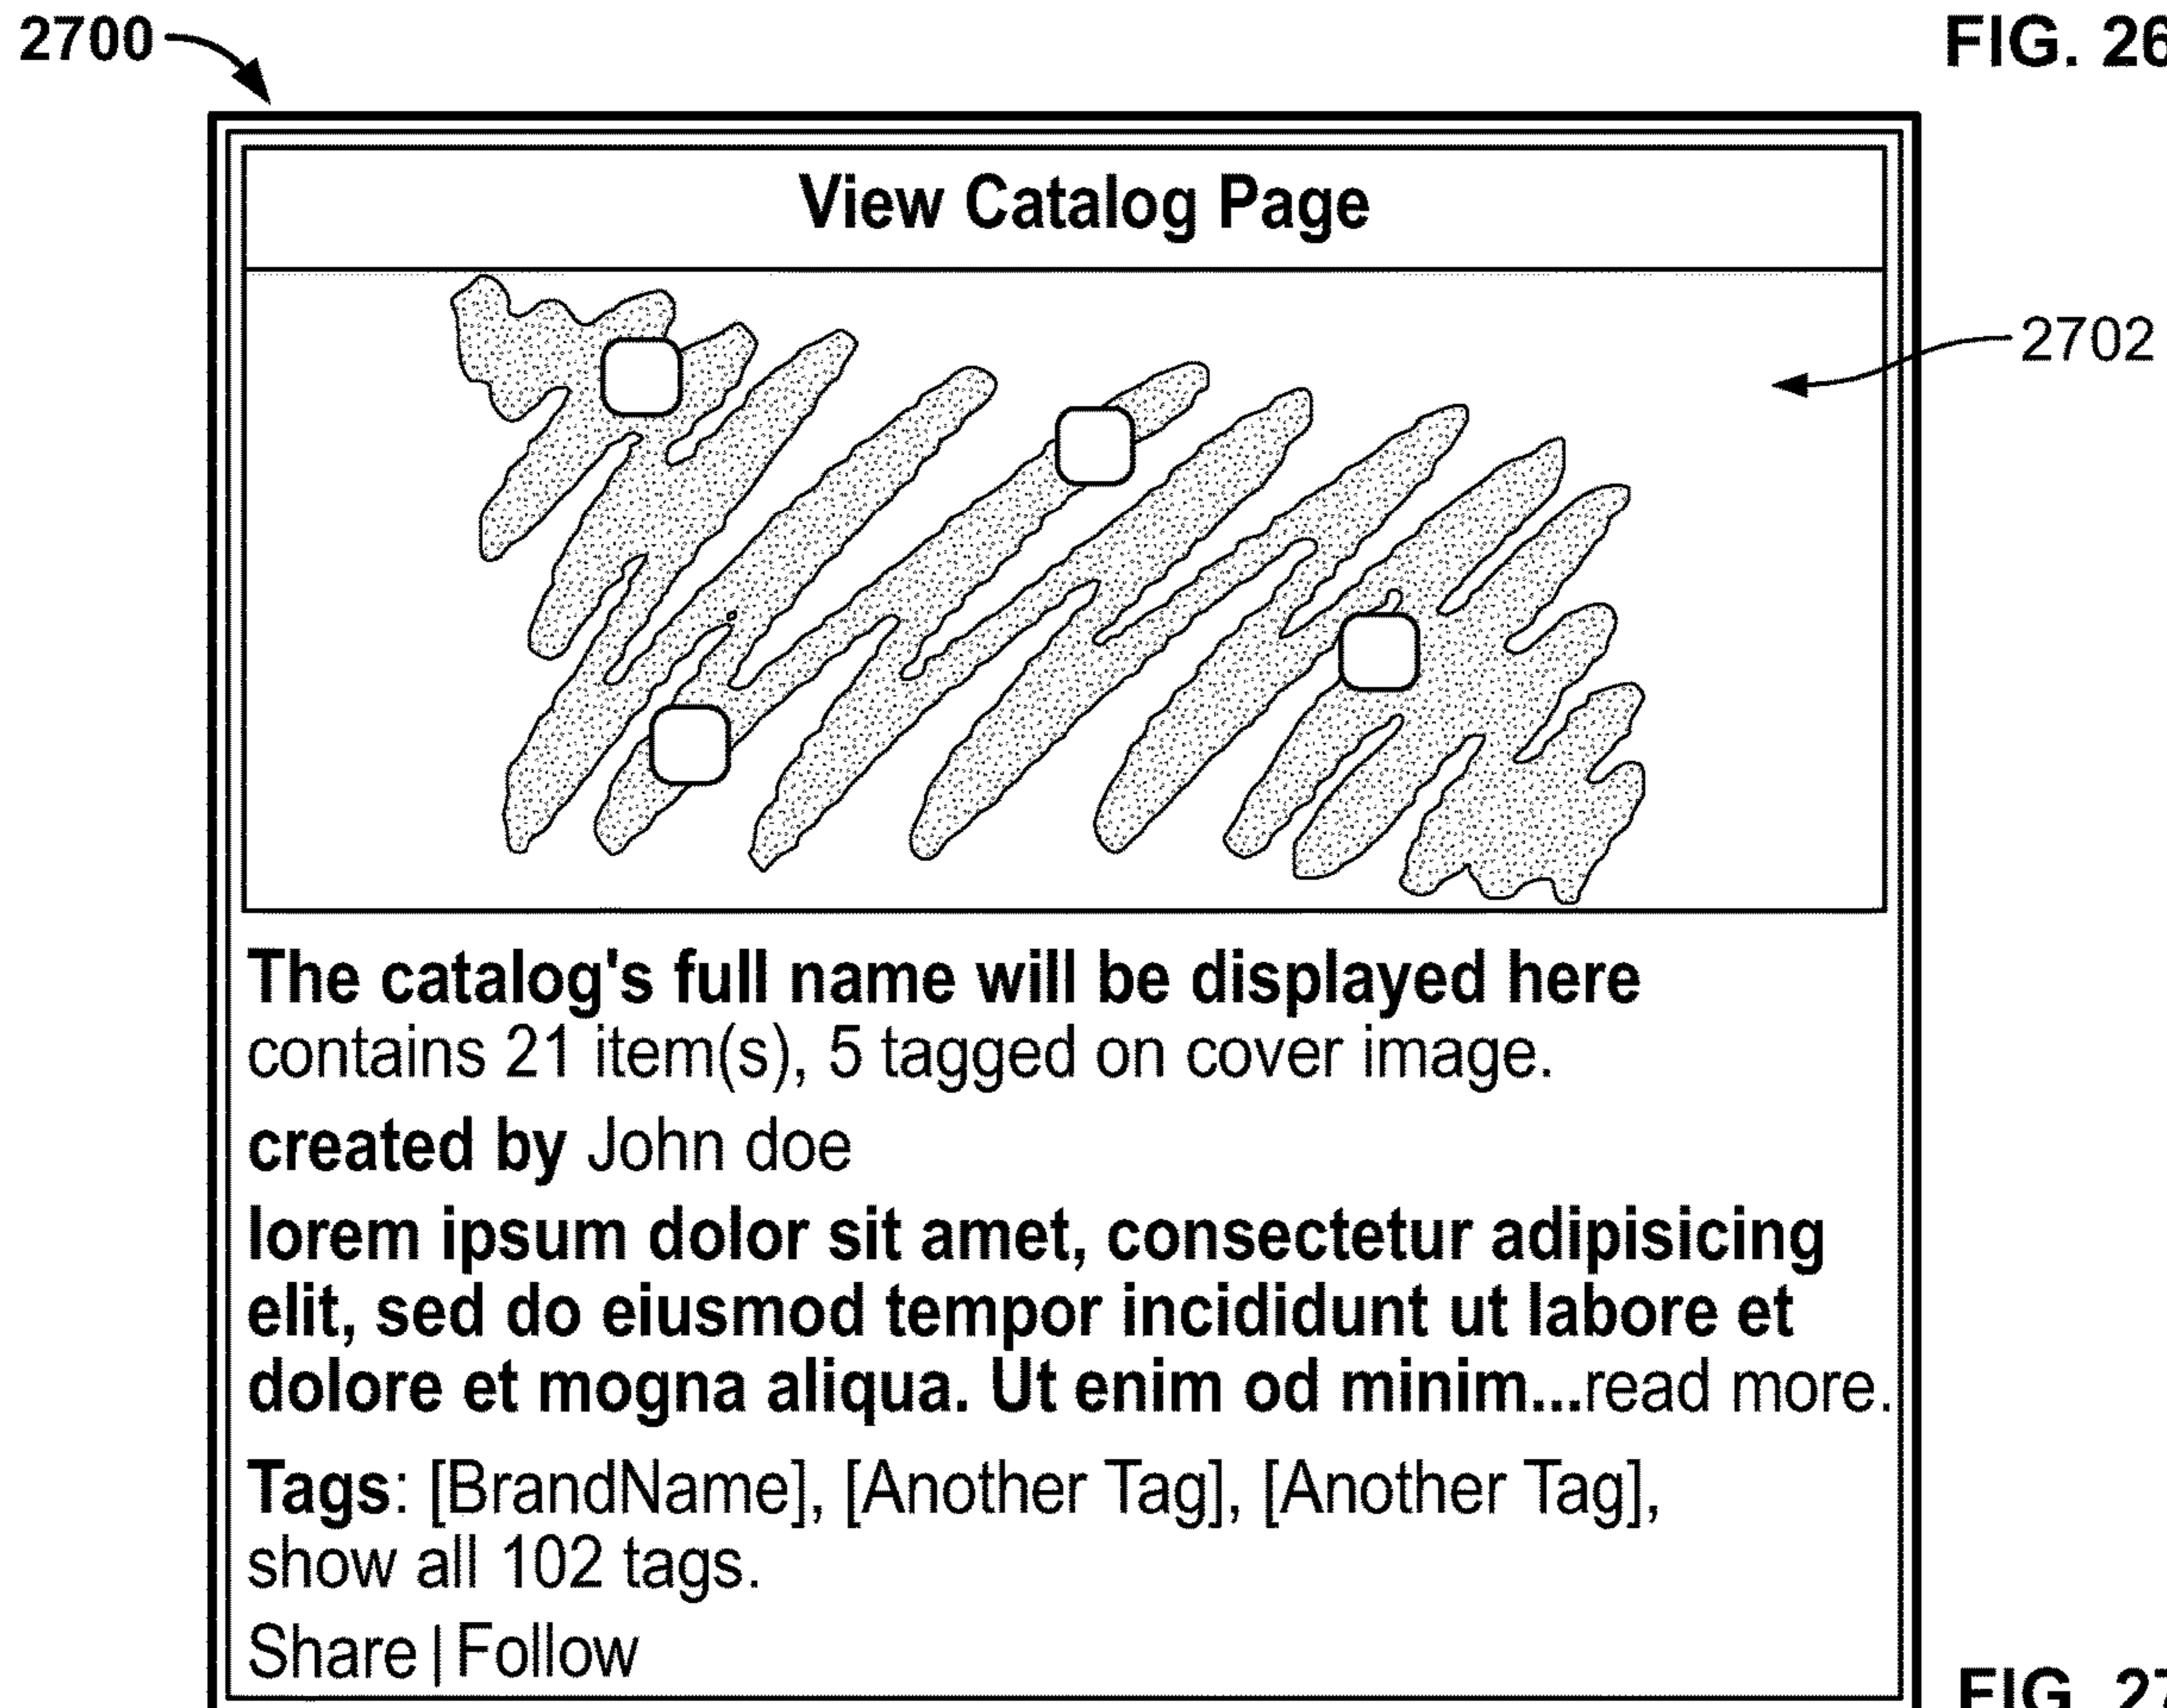 2700
FIG. 26
View Catalog Page
2702
The catalog's full name will be displayed here
contains 21 item(s), 5 tagged on cover image.
created by John doe
lorem ipsum dolor sit amet, consectetur adipisicing
elit, sed do eiusmod tempor incididunt ut labore et
dolore et mogna aliqua. Ut enim od minim...read more.
Tags: [BrandName], [Another Tag], [Another Tag],
show all 102 tags.
Share | Follow
FIG. 27